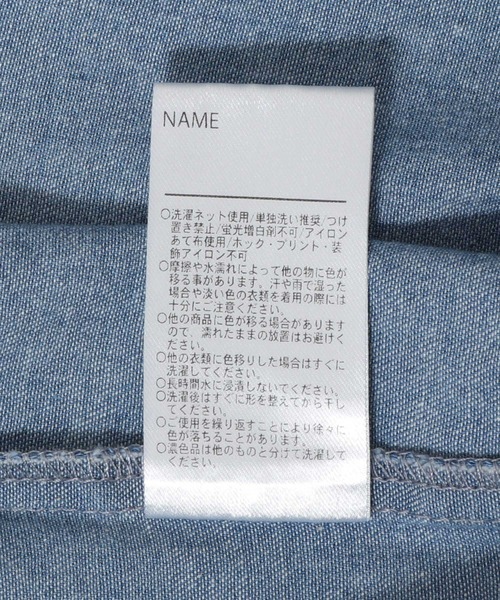 NAME
○洗濯ネット使用/単独洗い推奨/つけ
置き禁止/蛍光増白剤不可/アイロン
あて布使用/ホック・プリント・装
飾アイロン不可
○摩擦や水濡れによって他の物に色が
移る事があります。汗や雨で湿った
場合や淡い色の衣類を着用の際には
十分にご注意ください。
○他の商品に色が移る場合があります
ので、濡れたままの放置はお避けく
ださい。
○他の衣類に色移りした場合はすぐに
洗濯してください。
○長時間水に浸漬しないでください。
○洗濯後はすぐに形を整えてから干し
てください。
○ご使用を繰り返すことにより徐々に
色が落ちることがあります。
○濃色品は他のものと分けて洗濯して
ください。